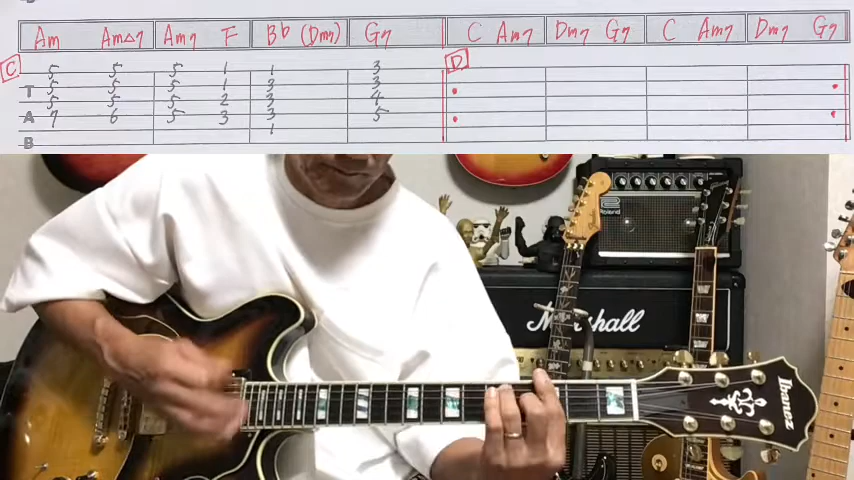 Am AmΔ7 Am7 F B♭ (Dm7) G7 C Am7 Dm7 G7 C Am7 Dm7 G7
C D
5 5 5 1 1 3
T 5 5 5 1 3 3
5 5 5 2 3 4
A 7 6 5 3 3 5
1
B
Roland
Marshall
Ibanez